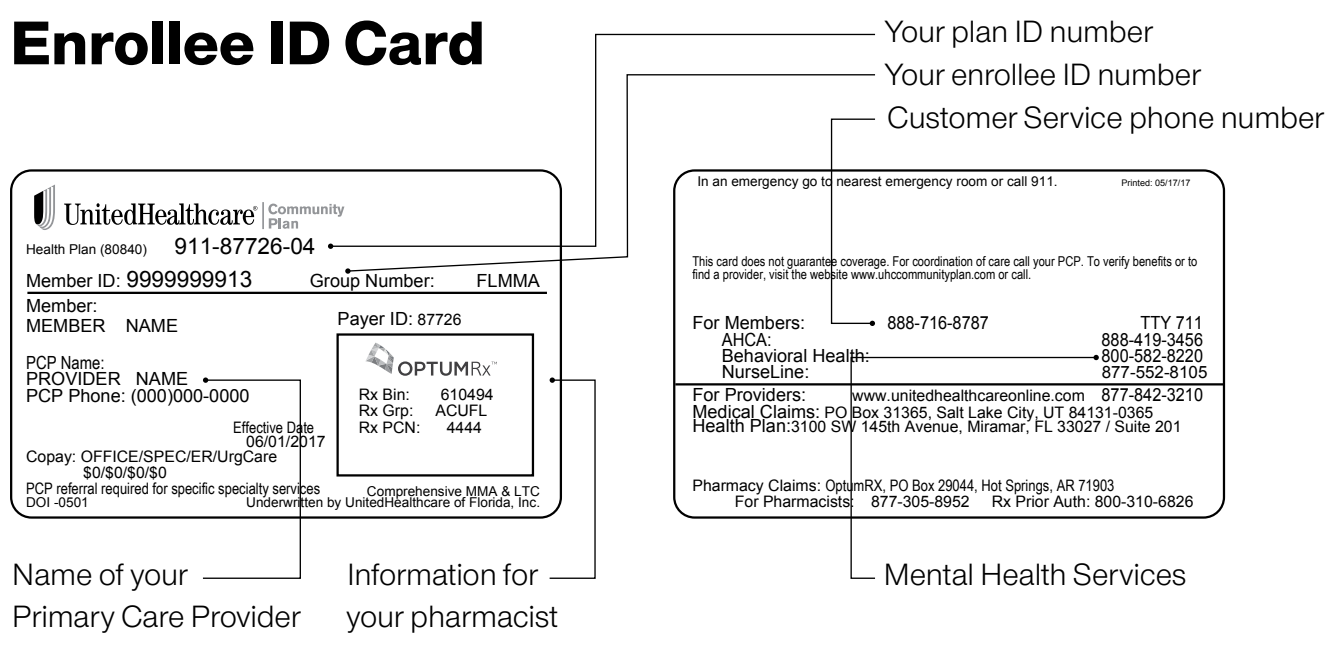 Enrollee ID Card
Your plan ID number
Your enrollee ID number
Customer Service phone number
UnitedHealthcare® Community Plan
Health Plan (80840) 911-87726-04
Member ID: 9999999913 Group Number: FLMMA
Member:
MEMBER NAME
Payer ID: 87726
PCP Name:
PROVIDER NAME
PCP Phone: (000)000-0000
OPTUMRx™
Rx Bin: 610494
Rx Grp: ACUFL
Rx PCN: 4444
Effective Date
06/01/2017
Copay: OFFICE/SPEC/ER/UrgCare
$0/$0/$0/$0
PCP referral required for specific specialty services
Comprehensive MMA & LTC
DOI -0501 Underwritten by UnitedHealthcare of Florida, Inc.
In an emergency go to nearest emergency room or call 911. Printed: 05/17/17
This card does not guarantee coverage. For coordination of care call your PCP. To verify benefits or to
find a provider, visit the website www.uhccommunityplan.com or call.
For Members: 888-716-8787 TTY 711
AHCA: 888-419-3456
Behavioral Health: 800-582-8220
NurseLine: 877-552-8105
For Providers: www.unitedhealthcareonline.com 877-842-3210
Medical Claims: PO Box 31365, Salt Lake City, UT 84131-0365
Health Plan:3100 SW 145th Avenue, Miramar, FL 33027 / Suite 201
Pharmacy Claims: OptumRX, PO Box 29044, Hot Springs, AR 71903
For Pharmacists: 877-305-8952 Rx Prior Auth: 800-310-6826
Name of your
Primary Care Provider
Information for
your pharmacist
Mental Health Services